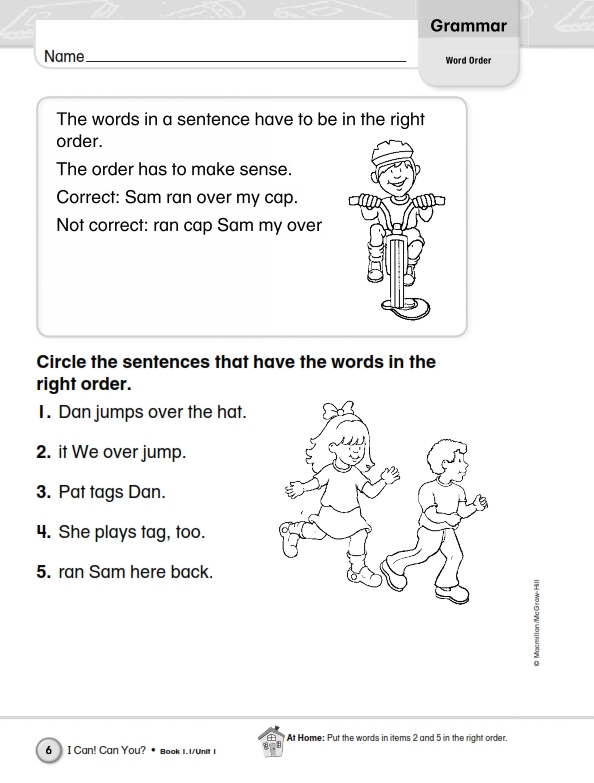 Grammar
Name
Word Order
The words in a sentence have to be in the right
order.
The order has to make sense.
Correct: Sam ran over my cap.
Not correct: ran cap Sam my over
Circle the sentences that have the words in the
right order.
1. Dan jumps over the hat.
2. it We over jump.
3. Pat tags Dan.
4. She plays tag, too.
5. ran Sam here back.
© Macmillan/McGraw-Hill
6 I Can! Can You? • Book 1.1/Unit 1
At Home: Put the words in items 2 and 5 in the right order.